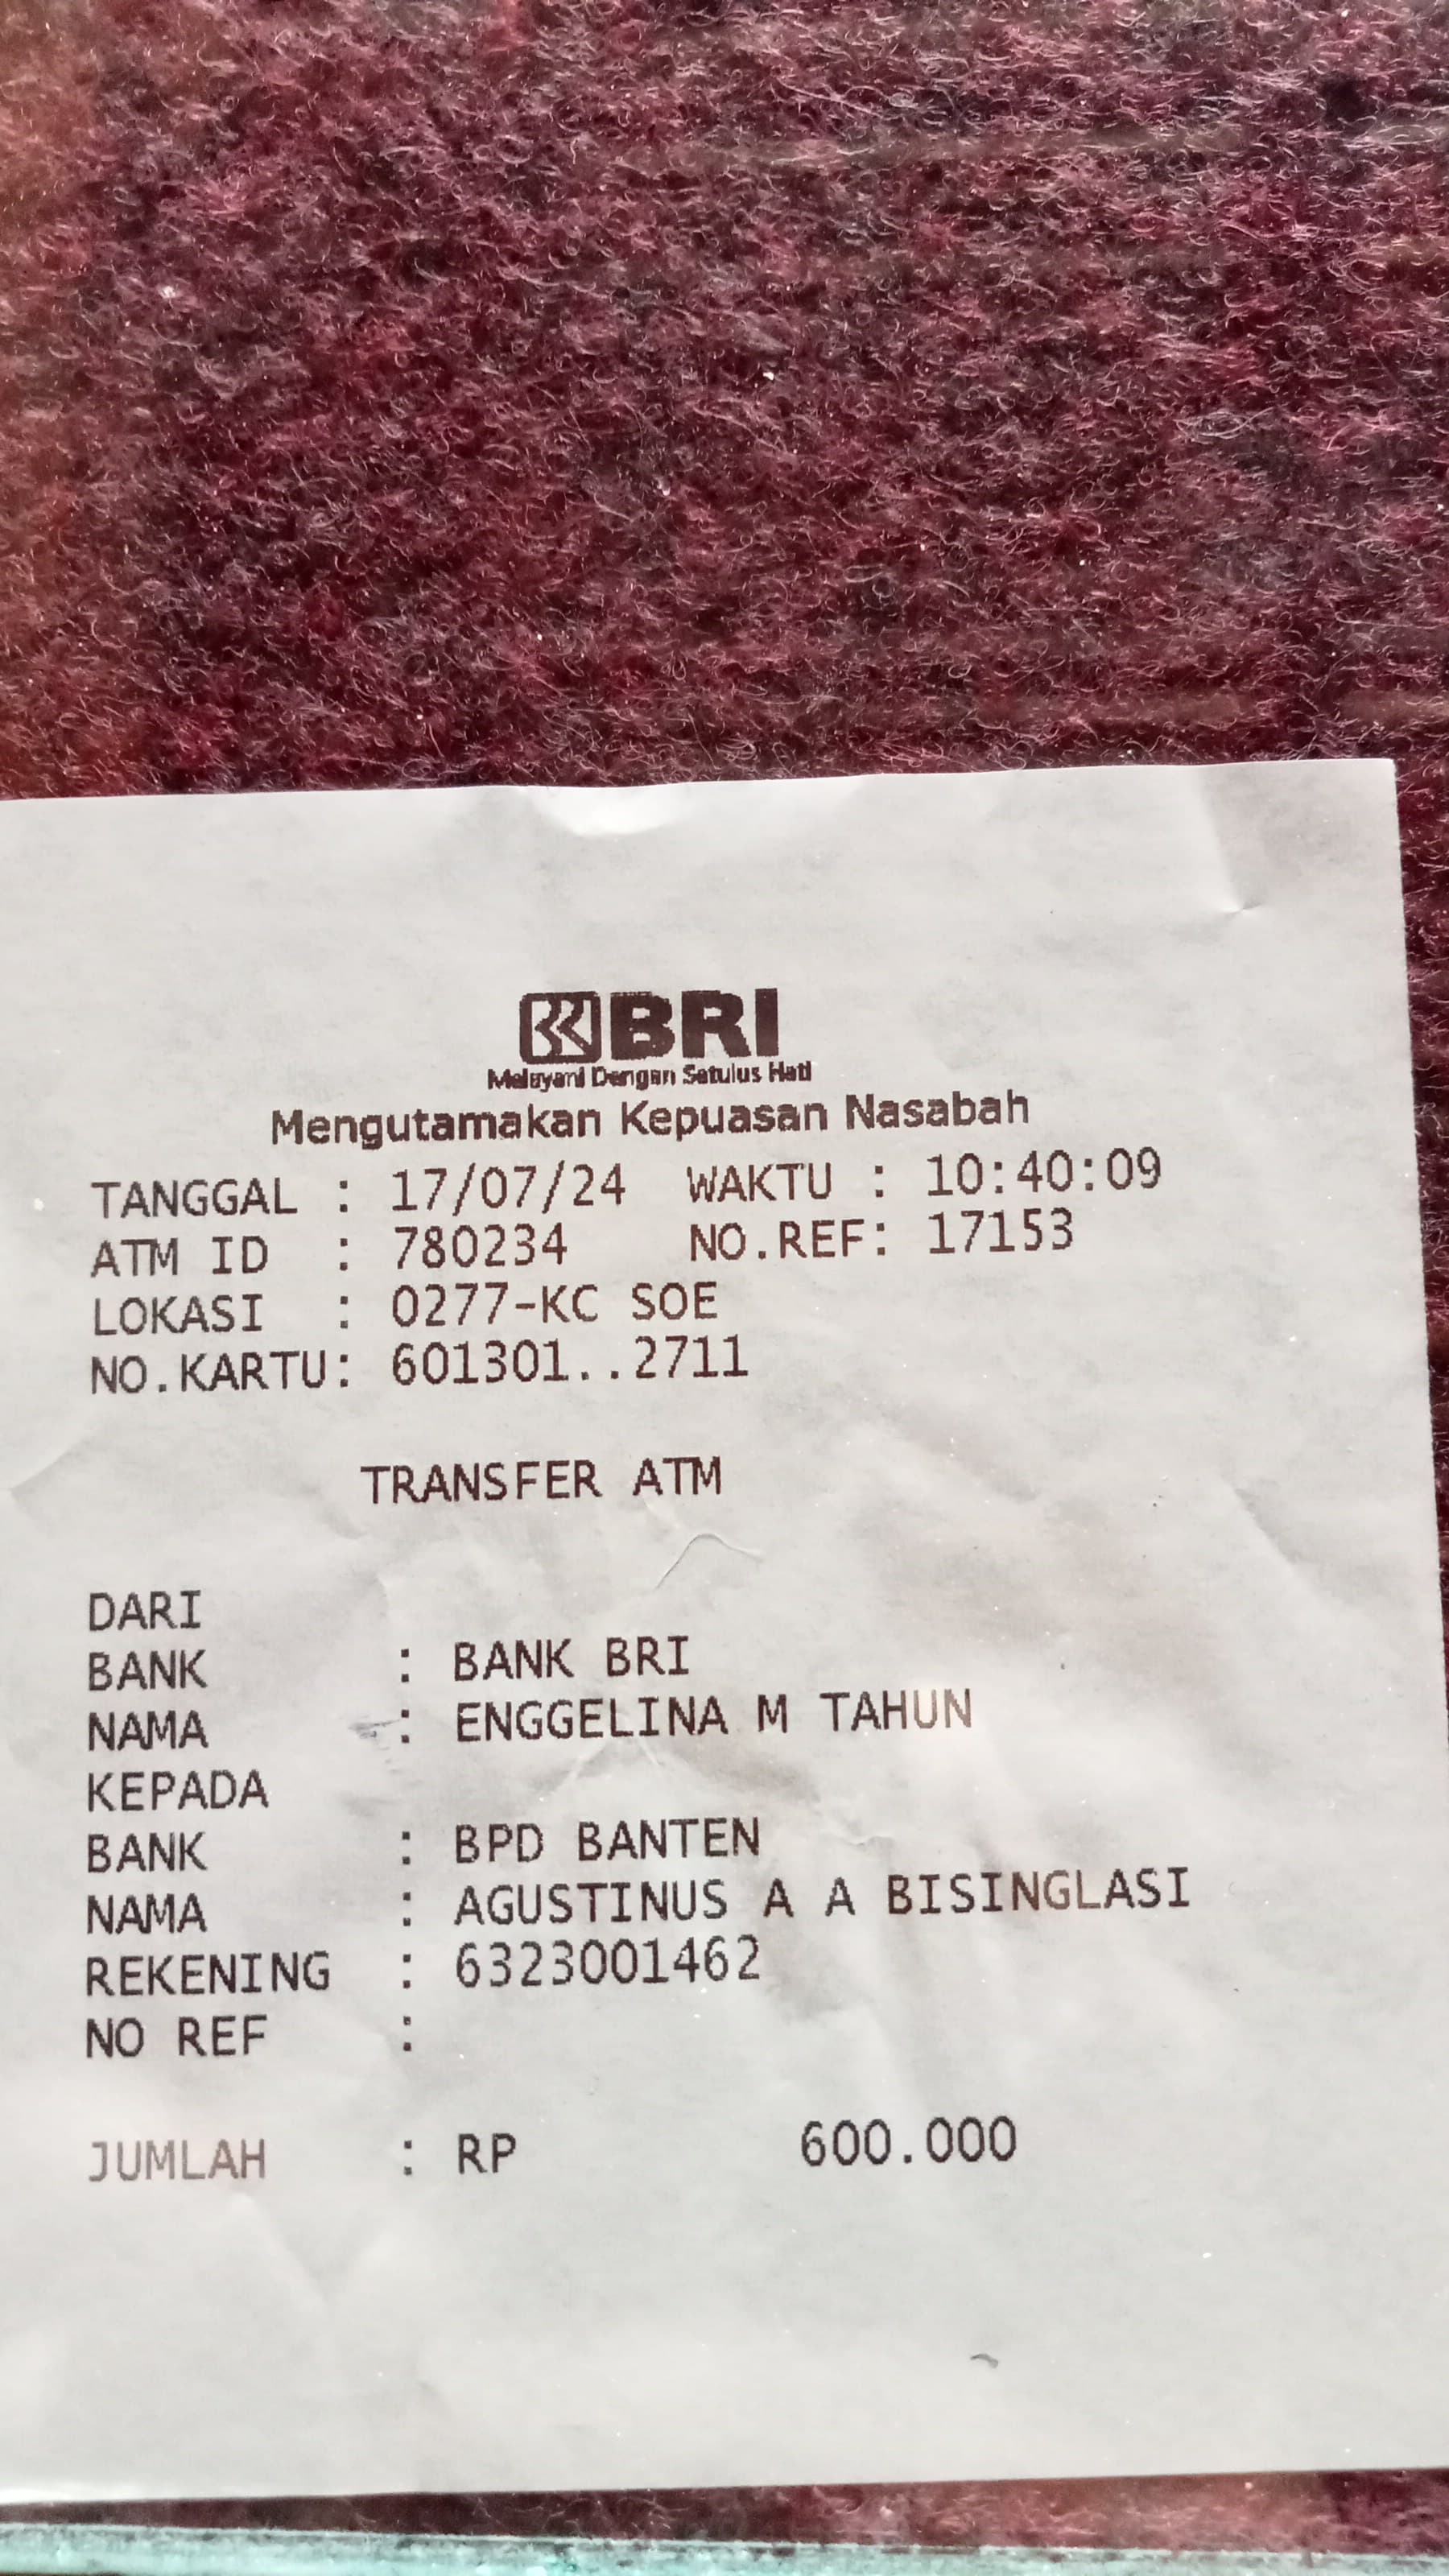 BRI
Melayani Dengan Setulus Hati
Mengutamakan Kepuasan Nasabah
TANGGAL : 17/07/24 WAKTU : 10:40:09
ATM ID : 780234 NO.REF: 17153
LOKASI : 0277-KC SOE
NO.KARTU: 601301..2711
TRANSFER ATM
DARI
BANK : BANK BRI
NAMA : ENGGELINA M TAHUN
KEPADA
BANK : BPD BANTEN
NAMA : AGUSTINUS A A BISINGLASI
REKENING : 6323001462
NO REF :
JUMLAH : RP 600.000